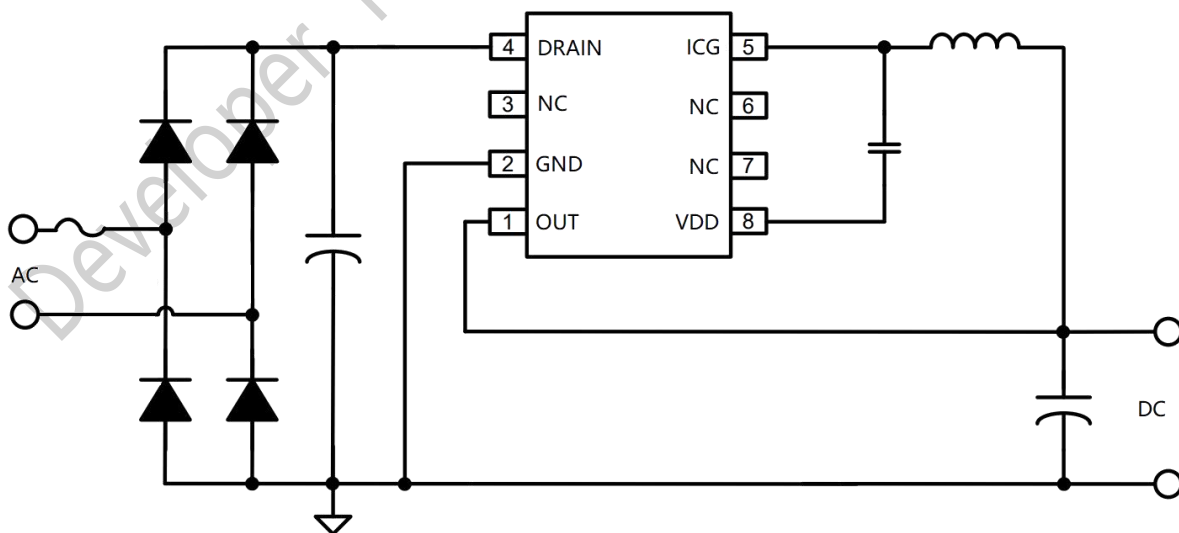 Developer
4 DRAIN ICG 5
3 NC NC 6
2 GND NC 7
1 OUT VDD 8
AC
DC